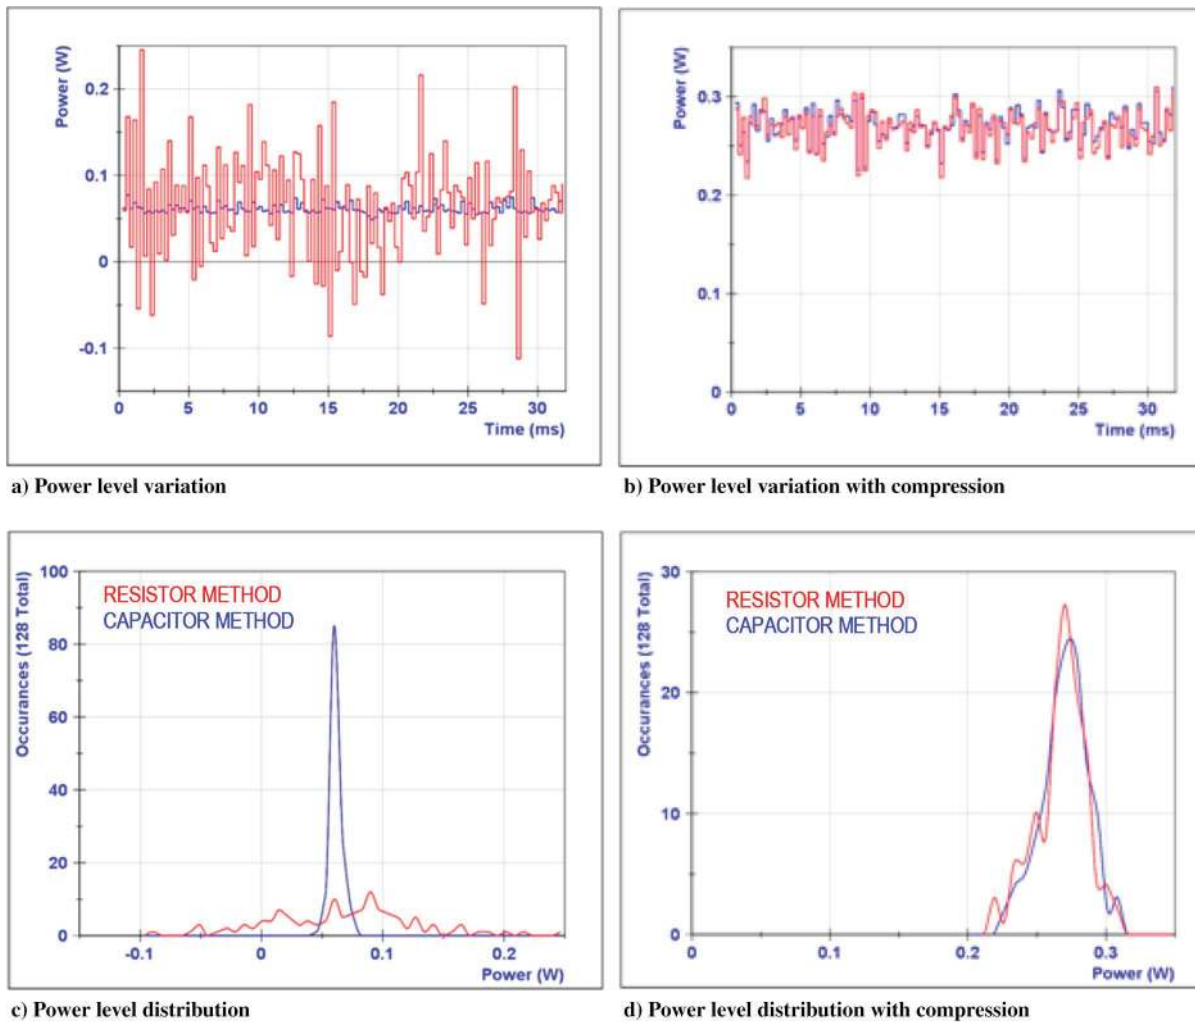 Power (W)
0.2
0.1
0
-0.1
0 5 10 15 20 25 30
Time (ms)
a) Power level variation
Power (W)
0.3
0.2
0.1
0
0 5 10 15 20 25 30
Time (ms)
b) Power level variation with compression
Occurances (128 Total)
100
80
60
40
20
0
RESISTOR METHOD
CAPACITOR METHOD
-0.1 0 0.1 0.2
Power (W)
c) Power level distribution
Occurances (128 Total)
30
20
10
0
RESISTOR METHOD
CAPACITOR METHOD
0 0.1 0.2 0.3
Power (W)
d) Power level distribution with compression